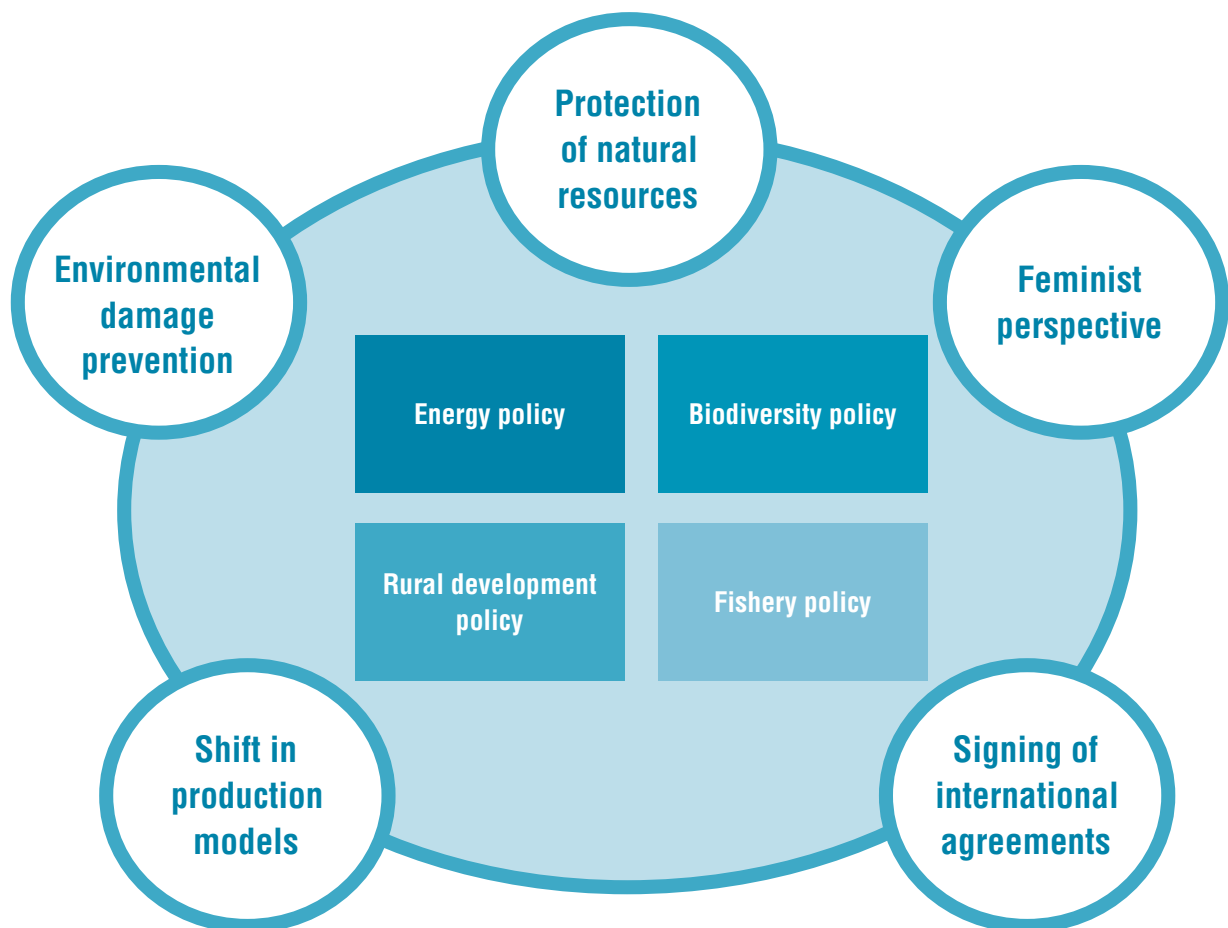 Protection
of natural
resources
Environmental
damage
prevention
Feminist
perspective
Energy policy
Biodiversity policy
Rural development
policy
Fishery policy
Shift in
production
models
Signing of
international
agreements